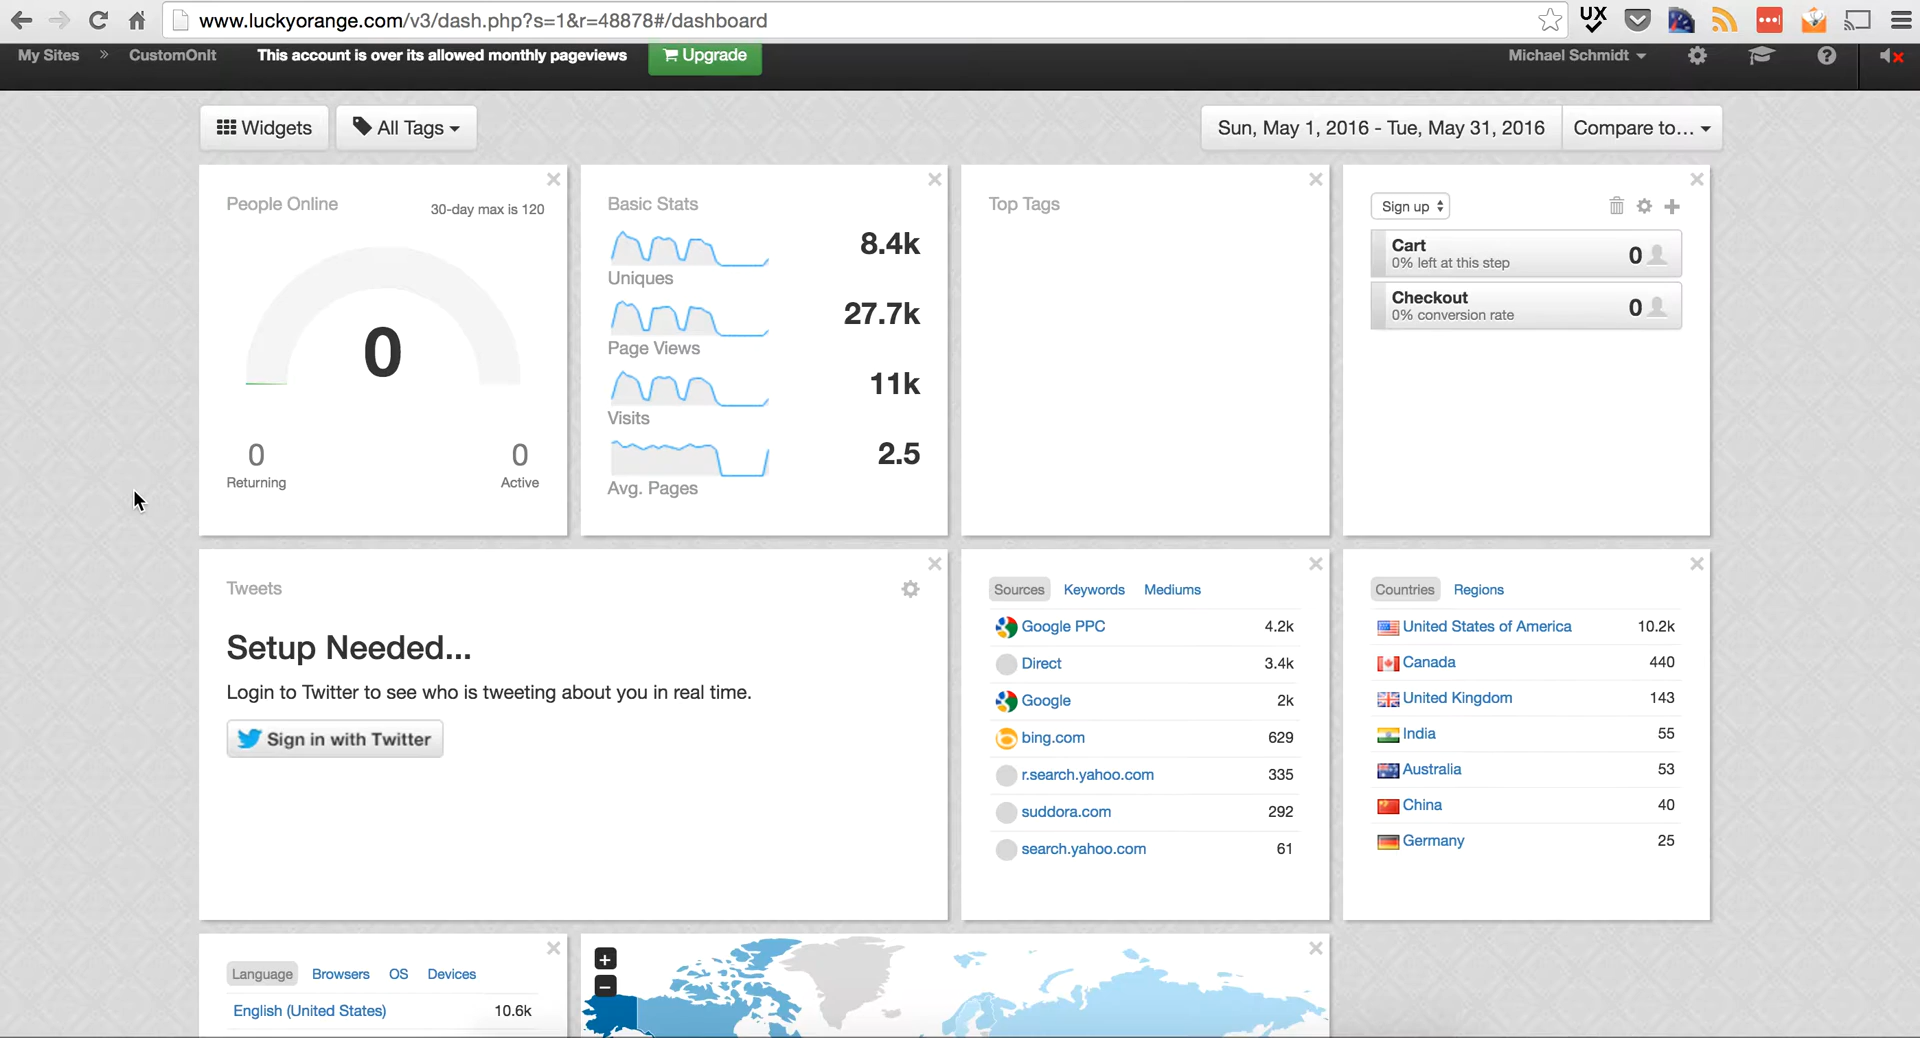 www.luckyorange.com/v3/dash.php?s=1&r=48878#/dashboard
UX
My Sites » CustomOnIt This account is over its allowed monthly pageviews Upgrade Michael Schmidt
Widgets All Tags Sun, May 1, 2016 - Tue, May 31, 2016 Compare to...
People Online 30-day max is 120
0
0 0
Returning Active
Basic Stats
8.4k
Uniques
27.7k
Page Views
11k
Visits
2.5
Avg. Pages
Top Tags
Sign up
Cart 0
0% left at this step
Checkout 0
0% conversion rate
Tweets
Setup Needed...
Login to Twitter to see who is tweeting about you in real time.
Sign in with Twitter
Sources Keywords Mediums
Google PPC 4.2k
Direct 3.4k
Google 2k
bing.com 629
r.search.yahoo.com 335
suddora.com 292
search.yahoo.com 61
Countries Regions
United States of America 10.2k
Canada 440
United Kingdom 143
India 55
Australia 53
China 40
Germany 25
Language Browsers OS Devices
English (United States) 10.6k
+
−